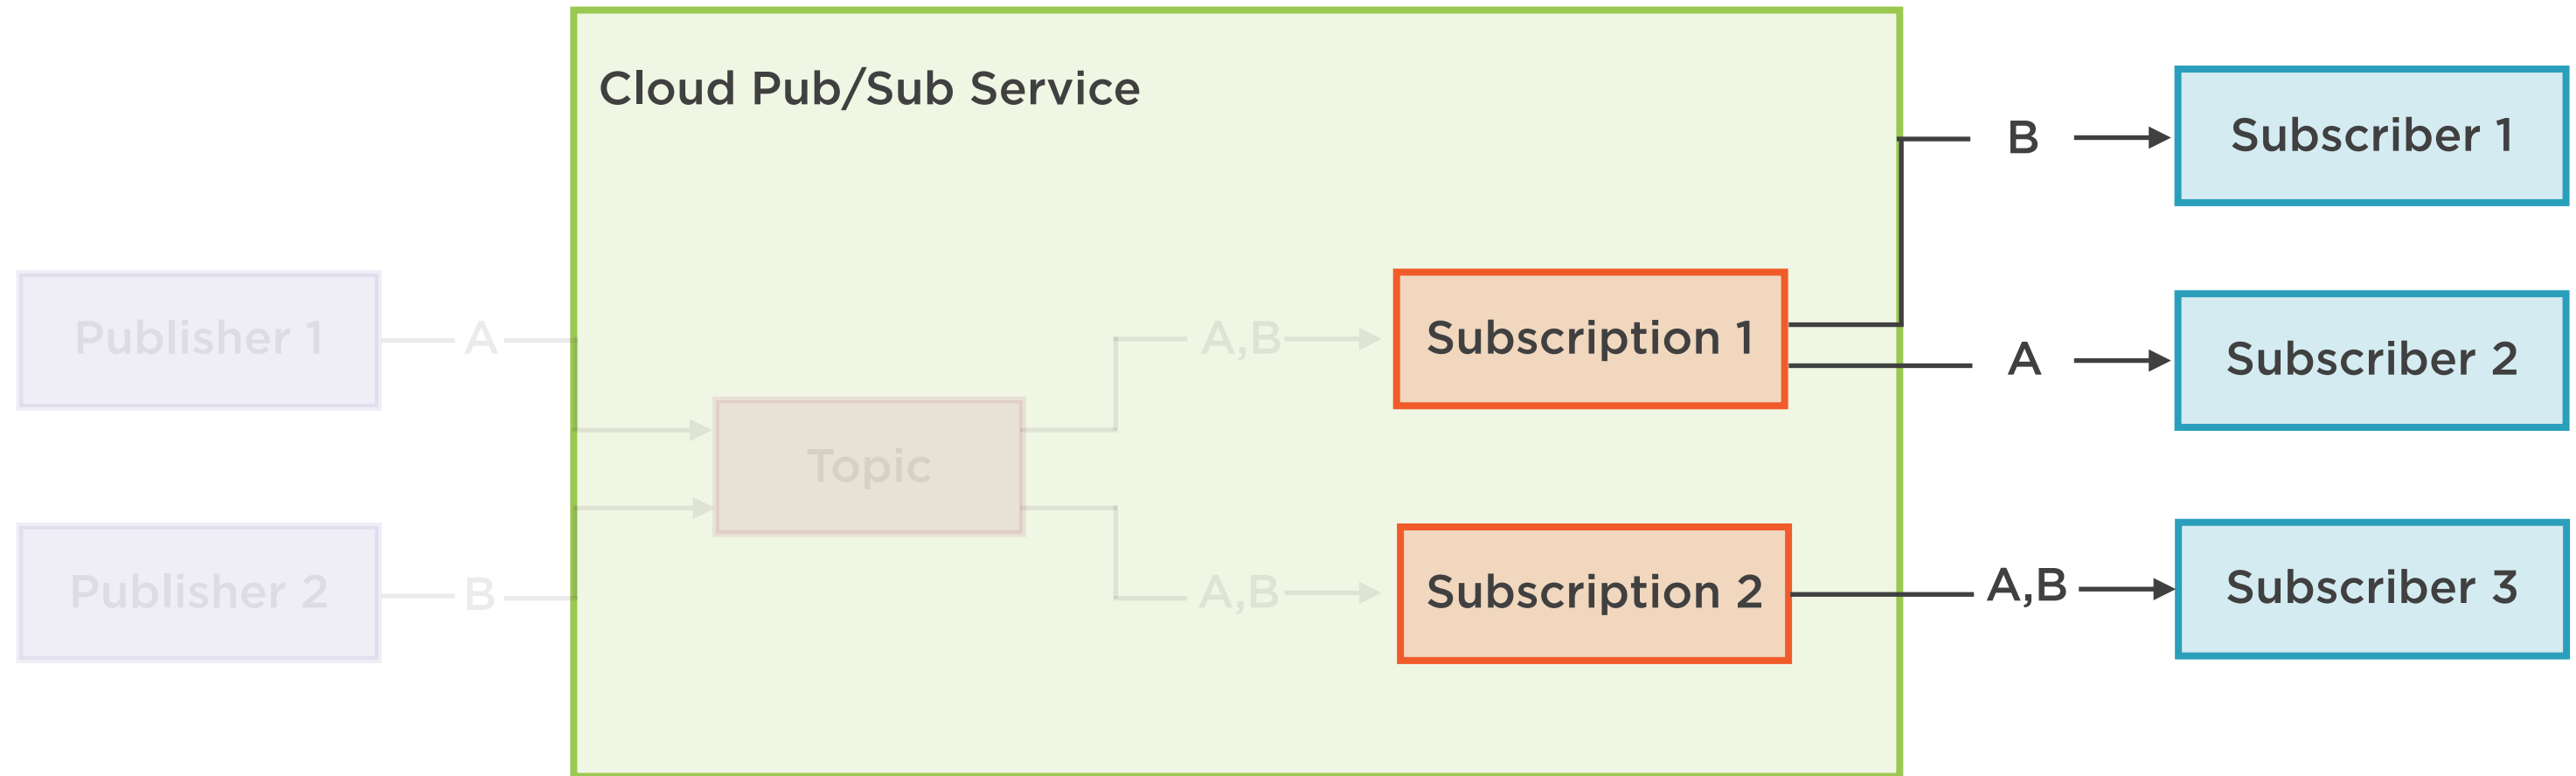 Cloud Pub/Sub Service
B
Subscriber 1
Publisher 1
A
A,B
Subscription 1
A
Subscriber 2
Topic
Publisher 2
B
A,B
Subscription 2
A,B
Subscriber 3